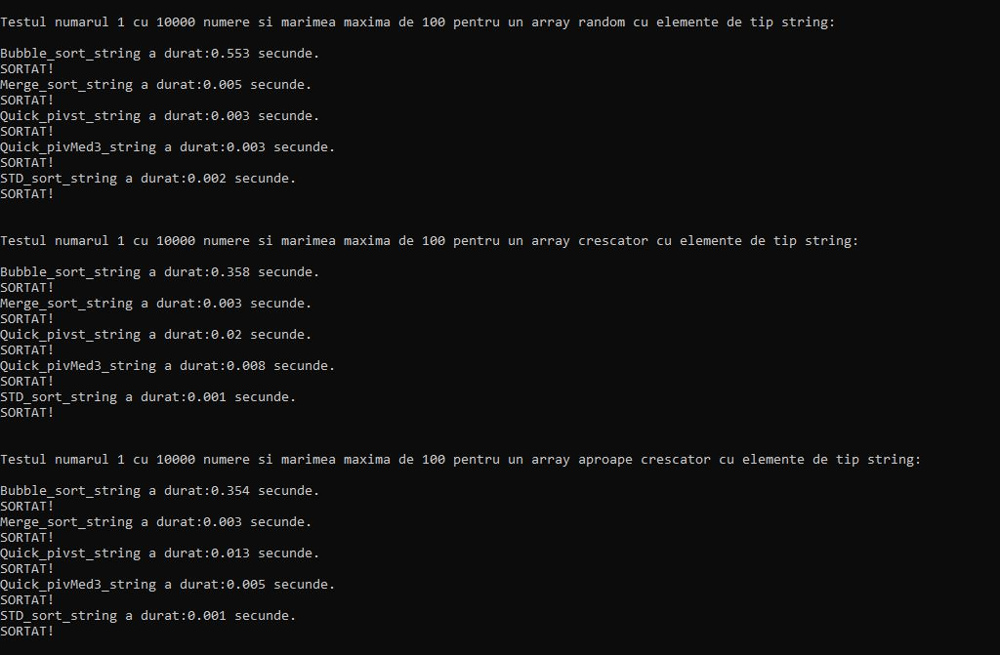 Testul numarul 1 cu 10000 numere si marimea maxima de 100 pentru un array random cu elemente de tip string:
Bubble_sort_string a durat:0.553 secunde.
SORTAT!
Merge_sort_string a durat:0.005 secunde.
SORTAT!
Quick_pivst_string a durat:0.003 secunde.
SORTAT!
Quick_pivMed3_string a durat:0.003 secunde.
SORTAT!
STD_sort_string a durat:0.002 secunde.
SORTAT!
Testul numarul 1 cu 10000 numere si marimea maxima de 100 pentru un array crescator cu elemente de tip string:
Bubble_sort_string a durat:0.358 secunde.
SORTAT!
Merge_sort_string a durat:0.003 secunde.
SORTAT!
Quick_pivst_string a durat:0.02 secunde.
SORTAT!
Quick_pivMed3_string a durat:0.008 secunde.
SORTAT!
STD_sort_string a durat:0.001 secunde.
SORTAT!
Testul numarul 1 cu 10000 numere si marimea maxima de 100 pentru un array aproape crescator cu elemente de tip string:
Bubble_sort_string a durat:0.354 secunde.
SORTAT!
Merge_sort_string a durat:0.003 secunde.
SORTAT!
Quick_pivst_string a durat:0.013 secunde.
SORTAT!
Quick_pivMed3_string a durat:0.005 secunde.
SORTAT!
STD_sort_string a durat:0.001 secunde.
SORTAT!